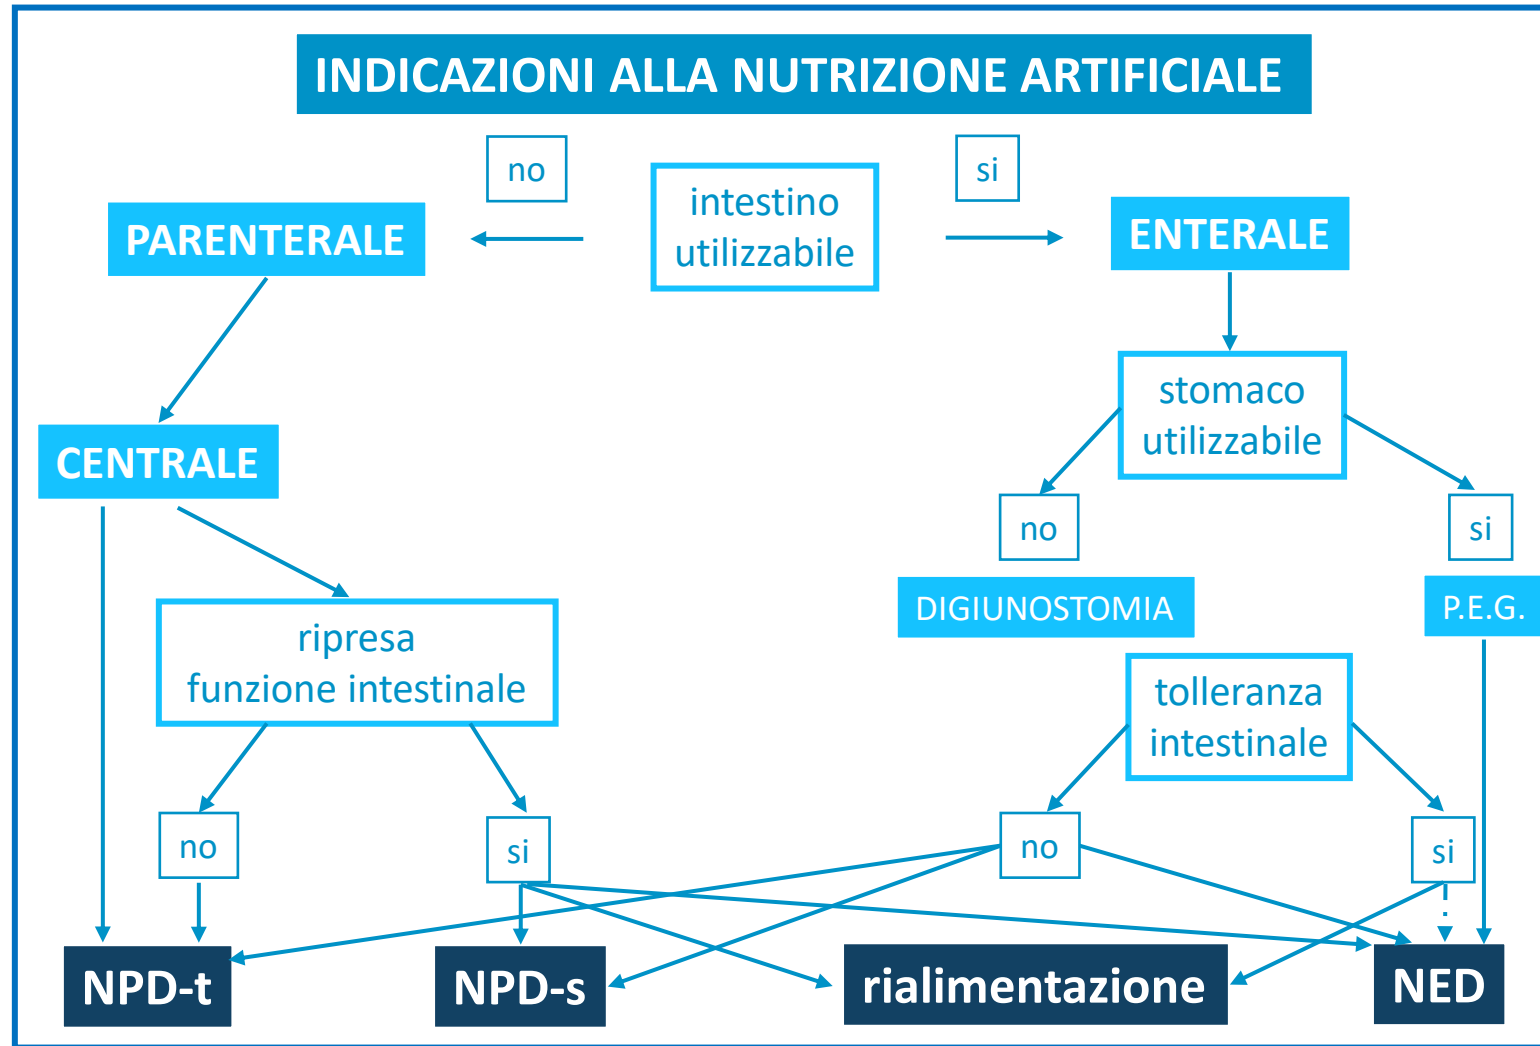 INDICAZIONI ALLA NUTRIZIONE ARTIFICIALE
no
si
intestino
utilizzabile
PARENTERALE
ENTERALE
stomaco
utilizzabile
CENTRALE
no
si
DIGIUNOSTOMIA
P.E.G.
ripresa
funzione intestinale
tolleranza
intestinale
no
si
no
si
NPD-t
NPD-s
rialimentazione
NED